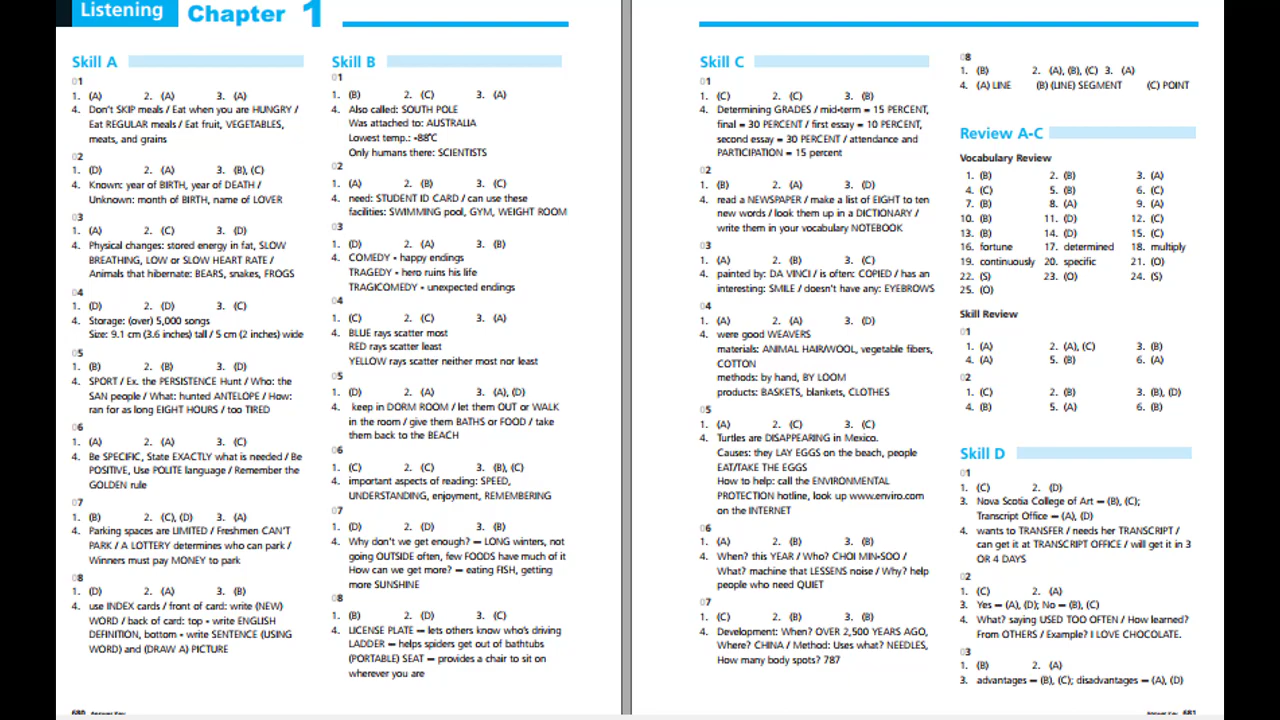 Listening Chapter 1
Skill A
01
1. (A) 2. (A) 3. (A)
4. Don't SKIP meals / Eat when you are HUNGRY /
Eat REGULAR meals / Eat fruit, VEGETABLES,
meats, and grains
02
1. (D) 2. (A) 3. (B), (C)
4. Known: year of BIRTH, year of DEATH /
Unknown: month of BIRTH, name of LOVER
03
1. (A) 2. (C) 3. (D)
4. Physical changes: stored energy in fat, SLOW
BREATHING, LOW or SLOW HEART RATE /
Animals that hibernate: BEARS, snakes, FROGS
04
1. (D) 2. (D) 3. (C)
4. Storage: (over) 5,000 songs
Size: 9.1 cm (3.6 inches) tall / 5 cm (2 inches) wide
05
1. (B) 2. (B) 3. (D)
4. SPORT / Ex. the PERSISTENCE Hunt / Who: the
SAN people / What: hunted ANTELOPE / How:
ran for as long EIGHT HOURS / too TIRED
06
1. (A) 2. (A) 3. (C)
4. Be SPECIFIC, State EXACTLY what is needed / Be
POSITIVE, Use POLITE language / Remember the
GOLDEN rule
07
1. (B) 2. (C), (D) 3. (A)
4. Parking spaces are LIMITED / Freshmen CAN'T
PARK / A LOTTERY determines who can park /
Winners must pay MONEY to park
08
1. (D) 2. (A) 3. (A)
4. use INDEX cards / front of card: write (NEW)
WORD / back of card: top • write ENGLISH
DEFINITION, bottom • write SENTENCE (USING
WORD) and (DRAW A) PICTURE
Skill B
01
1. (B) 2. (C) 3. (A)
4. Also called: SOUTH POLE
Was attached to: AUSTRALIA
Lowest temp.: -88°C
Only humans there: SCIENTISTS
02
1. (A) 2. (B) 3. (C)
4. need: STUDENT ID CARD / can use these
facilities: SWIMMING pool, GYM, WEIGHT ROOM
03
1. (D) 2. (A) 3. (B)
4. COMEDY • happy endings
TRAGEDY • hero ruins his life
TRAGICOMEDY • unexpected endings
04
1. (C) 2. (C) 3. (A)
4. BLUE rays scatter most
RED rays scatter least
YELLOW rays scatter neither most nor least
05
1. (D) 2. (A) 3. (A), (D)
4. keep in DORM ROOM / let them OUT or WALK
in the room / give them BATHS or FOOD / take
them back to the BEACH
06
1. (C) 2. (C) 3. (B), (C)
4. important aspects of reading: SPEED,
UNDERSTANDING, enjoyment, REMEMBERING
07
1. (D) 2. (D) 3. (B)
4. Why don't we get enough? — LONG winters, not
going OUTSIDE often, few FOODS have much of it
How can we get more? — eating FISH, getting
more SUNSHINE
08
1. (B) 2. (D) 3. (C)
4. LICENSE PLATE — lets others know who's driving
LADDER — helps spiders get out of bathtubs
(PORTABLE) SEAT — provides a chair to sit on
wherever you are
680 Answer Key
Skill C
01
1. (C) 2. (C) 3. (B)
4. Determining GRADES / mid-term = 15 PERCENT,
final = 30 PERCENT / first essay = 10 PERCENT,
second essay = 30 PERCENT / attendance and
PARTICIPATION = 15 percent
02
1. (B) 2. (A) 3. (D)
4. read a NEWSPAPER / make a list of EIGHT to ten
new words / look them up in a DICTIONARY /
write them in your vocabulary NOTEBOOK
03
1. (A) 2. (B) 3. (C)
4. painted by: DA VINCI / is often: COPIED / has an
interesting: SMILE / doesn't have any: EYEBROWS
04
1. (A) 2. (A) 3. (D)
4. were good WEAVERS
materials: ANIMAL HAIR/WOOL, vegetable fibers,
COTTON
methods: by hand, BY LOOM
products: BASKETS, blankets, CLOTHES
05
1. (A) 2. (C) 3. (C)
4. Turtles are DISAPPEARING in Mexico.
Causes: they LAY EGGS on the beach, people
EAT/TAKE THE EGGS
How to help: call the ENVIRONMENTAL
PROTECTION hotline, look up www.enviro.com
on the INTERNET
06
1. (A) 2. (B) 3. (B)
4. When? this YEAR / Who? CHOI MIN-SOO /
What? machine that LESSENS noise / Why? help
people who need QUIET
07
1. (C) 2. (B) 3. (B)
4. Development: When? OVER 2,500 YEARS AGO,
Where? CHINA / Method: Uses what? NEEDLES,
How many body spots? 787
08
1. (B) 2. (A), (B), (C) 3. (A)
4. (A) LINE (B) (LINE) SEGMENT (C) POINT
Review A-C
Vocabulary Review
1. (B) 2. (B) 3. (A)
4. (C) 5. (B) 6. (C)
7. (B) 8. (A) 9. (A)
10. (B) 11. (D) 12. (C)
13. (B) 14. (D) 15. (C)
16. fortune 17. determined 18. multiply
19. continuously 20. specific 21. (O)
22. (S) 23. (O) 24. (S)
25. (O)
Skill Review
01
1. (A) 2. (A), (C) 3. (B)
4. (A) 5. (B) 6. (A)
02
1. (C) 2. (B) 3. (B), (D)
4. (B) 5. (A) 6. (B)
Skill D
01
1. (C) 2. (D)
3. Nova Scotia College of Art — (B), (C);
Transcript Office — (A), (D)
4. wants to TRANSFER / needs her TRANSCRIPT /
can get it at TRANSCRIPT OFFICE / will get it in 3
OR 4 DAYS
02
1. (C) 2. (A)
3. Yes — (A), (D); No — (B), (C)
4. What? saying USED TOO OFTEN / How learned?
From OTHERS / Example? I LOVE CHOCOLATE.
03
1. (B) 2. (A)
3. advantages — (B), (C); disadvantages — (A), (D)
Answer Key 681